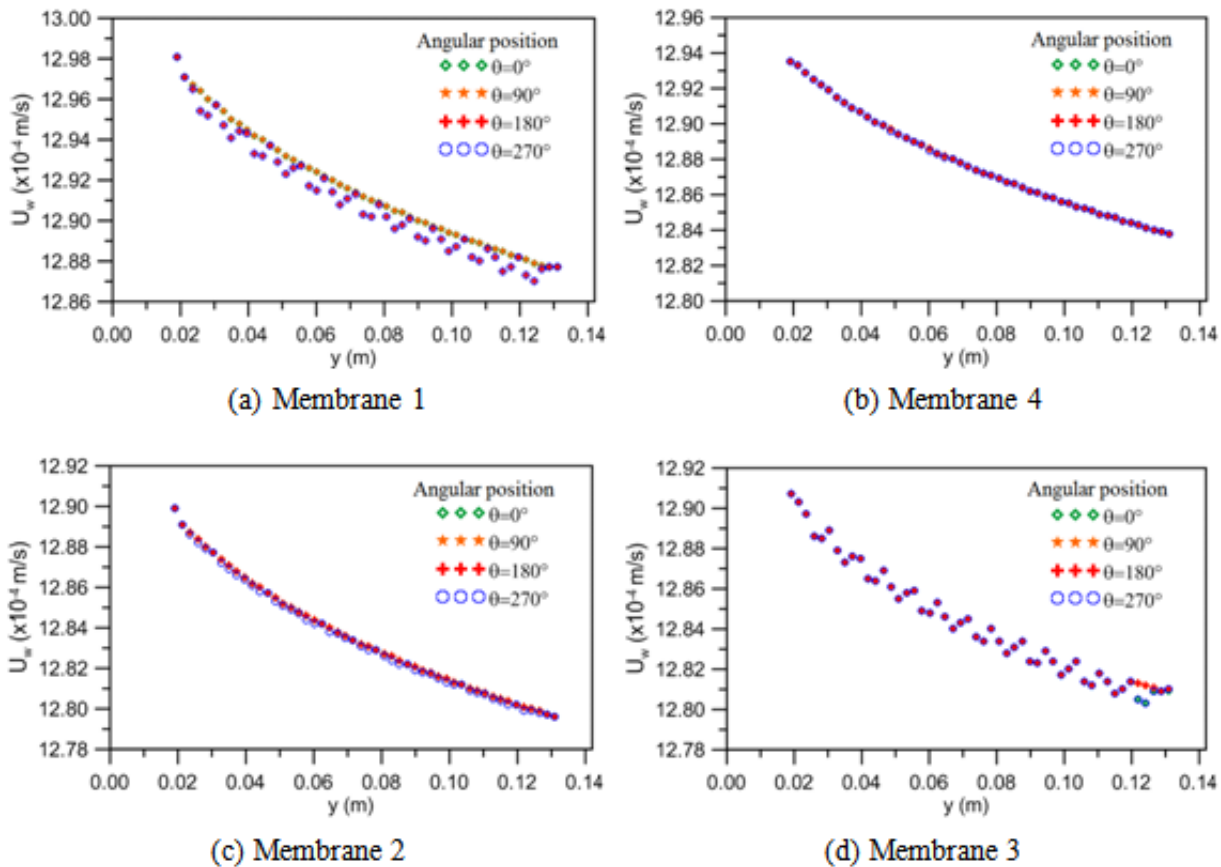 13.00
12.98
12.96
12.94
12.92
12.90
12.88
12.86
U_w (x10⁻⁴ m/s)
Angular position
θ=0°
θ=90°
θ=180°
θ=270°
0.00 0.02 0.04 0.06 0.08 0.10 0.12 0.14
y (m)
(a) Membrane 1
12.96
12.94
12.92
12.90
12.88
12.86
12.84
12.82
12.80
U_w (x10⁻⁴ m/s)
Angular position
θ=0°
θ=90°
θ=180°
θ=270°
0.00 0.02 0.04 0.06 0.08 0.10 0.12 0.14
y (m)
(b) Membrane 4
12.92
12.90
12.88
12.86
12.84
12.82
12.80
12.78
U_w (x10⁻⁴ m/s)
Angular position
θ=0°
θ=90°
θ=180°
θ=270°
0.00 0.02 0.04 0.06 0.08 0.10 0.12 0.14
y (m)
(c) Membrane 2
12.92
12.90
12.88
12.86
12.84
12.82
12.80
12.78
U_w (x10⁻⁴ m/s)
Angular position
θ=0°
θ=90°
θ=180°
θ=270°
0.00 0.02 0.04 0.06 0.08 0.10 0.12 0.14
y (m)
(d) Membrane 3